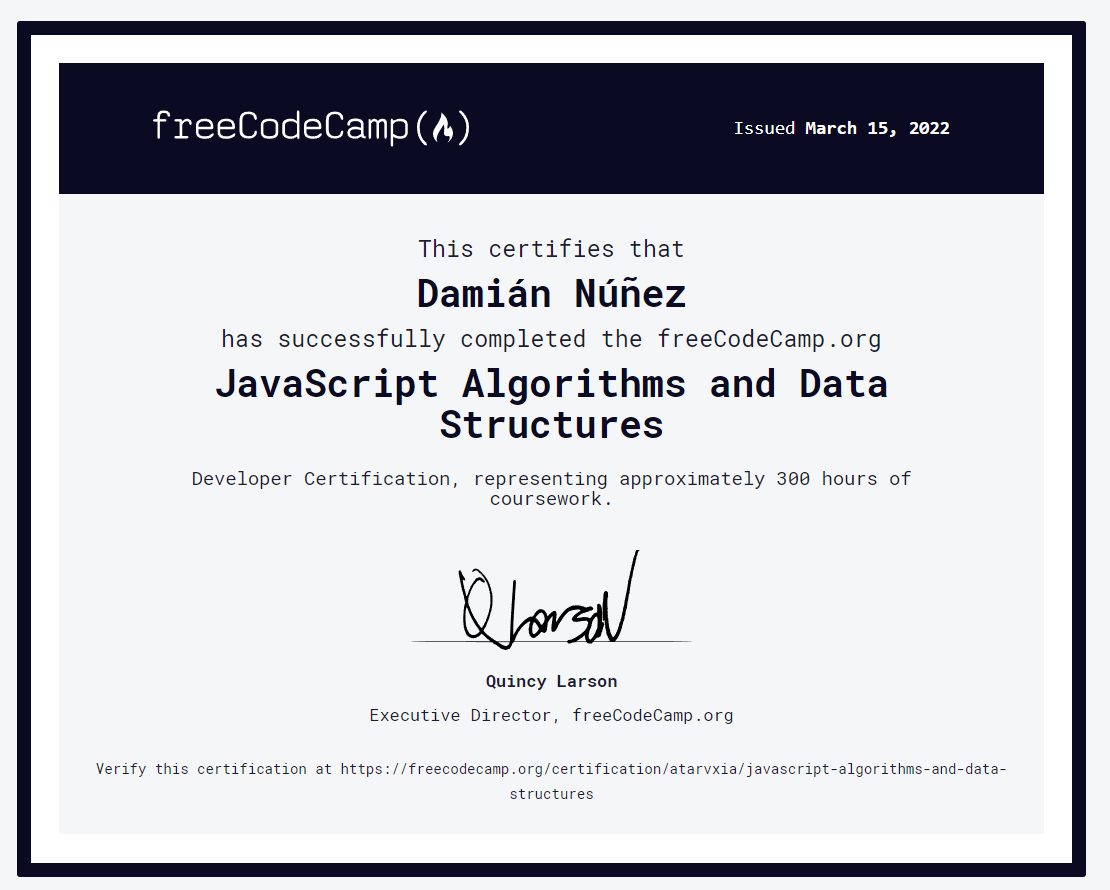 freeCodeCamp
Issued March 15, 2022
This certifies that
Damián Núñez
has successfully completed the freeCodeCamp.org
JavaScript Algorithms and Data
Structures
Developer Certification, representing approximately 300 hours of
coursework.
Q Larson
Quincy Larson
Executive Director, freeCodeCamp.org
Verify this certification at https://freecodecamp.org/certification/atarvxia/javascript-algorithms-and-data-
structures